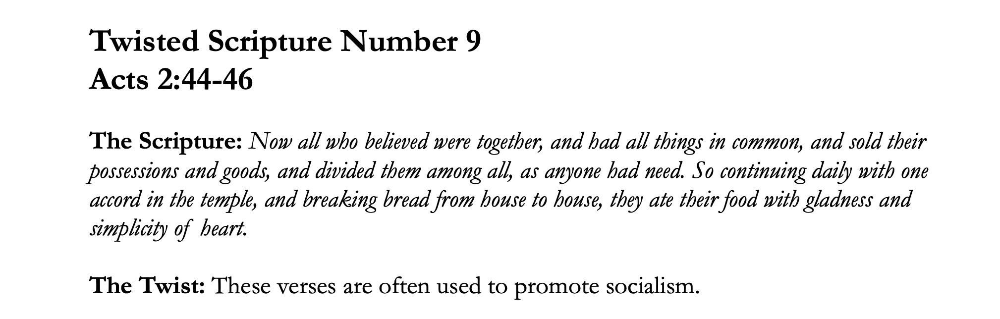 Twisted Scripture Number 9
Acts 2:44-46
The Scripture: Now all who believed were together, and had all things in common, and sold their
possessions and goods, and divided them among all, as anyone had need. So continuing daily with one
accord in the temple, and breaking bread from house to house, they ate their food with gladness and
simplicity of heart.
The Twist: These verses are often used to promote socialism.